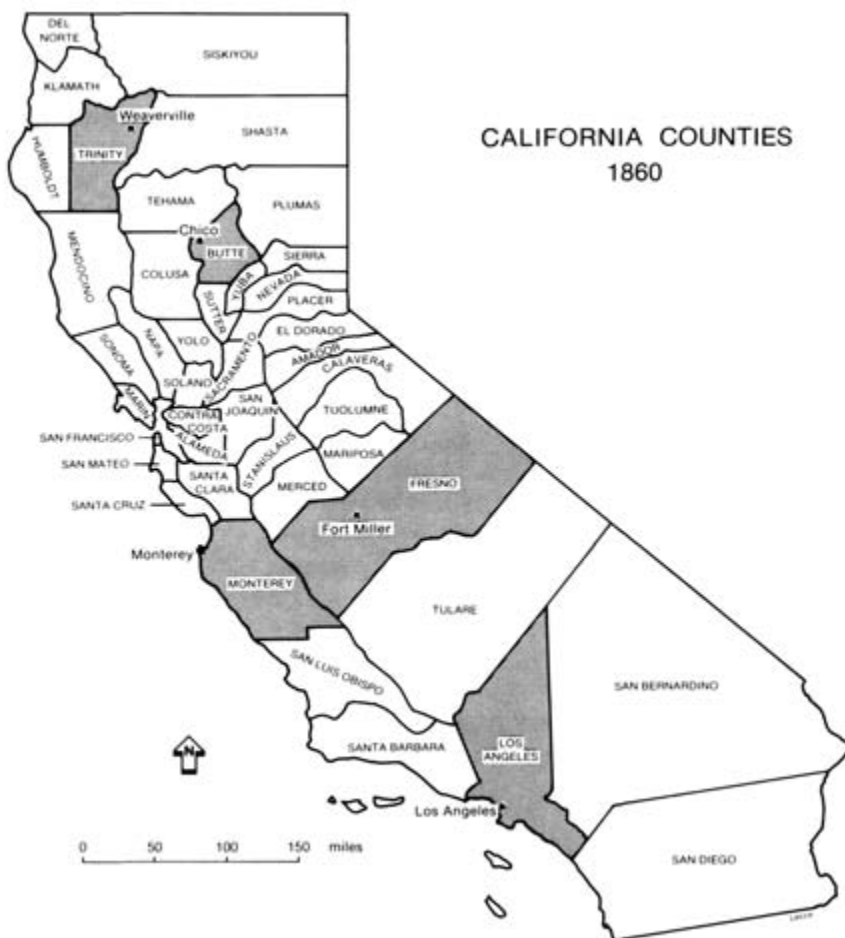 CALIFORNIA COUNTIES
1860
DEL
NORTE
SISKIYOU
KLAMATH
Weaverville
SHASTA
TRINITY
HUMBOLDT
TEHAMA
PLUMAS
Chico
BUTTE
MENDOCINO
COLUSA
SIERRA
YUBA
NEVADA
SUTTER
PLACER
NAPA
YOLO
EL DORADO
SONOMA
SACRAMENTO
AMADOR
CALAVERAS
SOLANO
MARIN
SAN
JOAQUIN
CONTRA
COSTA
TUOLUMNE
SAN FRANCISCO
ALAMEDA
STANISLAUS
MARIPOSA
SAN MATEO
SANTA
CLARA
MERCED
FRESNO
SANTA CRUZ
Fort Miller
Monterey
MONTEREY
TULARE
SAN LUIS OBISPO
SAN BERNARDINO
N
SANTA BARBARA
LOS
ANGELES
Los Angeles
0 50 100 150 miles
SAN DIEGO